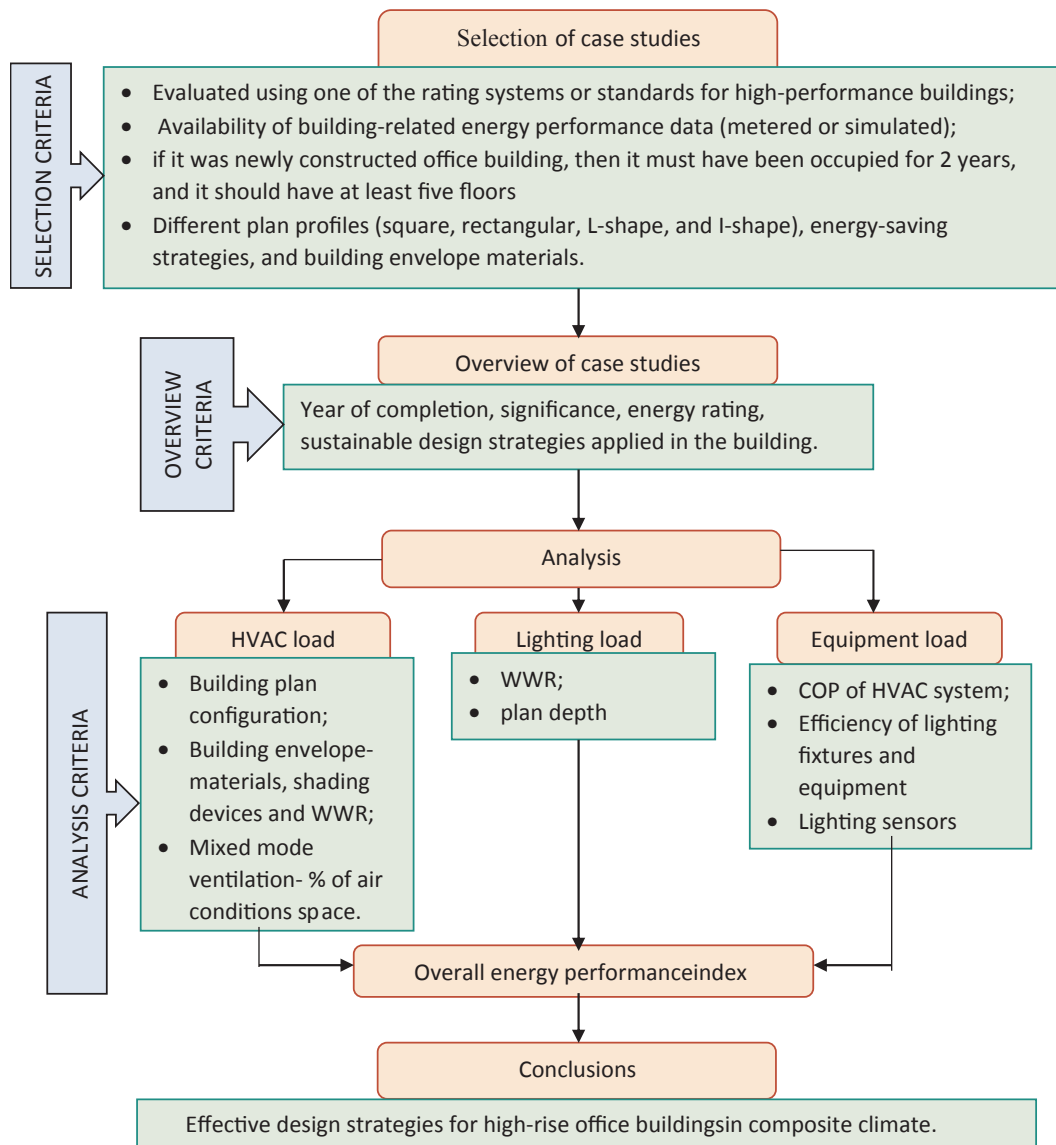 Selection of case studies
SELECTION CRITERIA
• Evaluated using one of the rating systems or standards for high-performance buildings;
• Availability of building-related energy performance data (metered or simulated);
• if it was newly constructed office building, then it must have been occupied for 2 years,
and it should have at least five floors
• Different plan profiles (square, rectangular, L-shape, and I-shape), energy-saving
strategies, and building envelope materials.
OVERVIEW
CRITERIA
Overview of case studies
Year of completion, significance, energy rating,
sustainable design strategies applied in the building.
Analysis
ANALYSIS CRITERIA
HVAC load
• Building plan
configuration;
• Building envelope-
materials, shading
devices and WWR;
• Mixed mode
ventilation- % of air
conditions space.
Lighting load
• WWR;
• plan depth
Equipment load
• COP of HVAC system;
• Efficiency of lighting
fixtures and
equipment
• Lighting sensors
Overall energy performanceindex
Conclusions
Effective design strategies for high-rise office buildingsin composite climate.